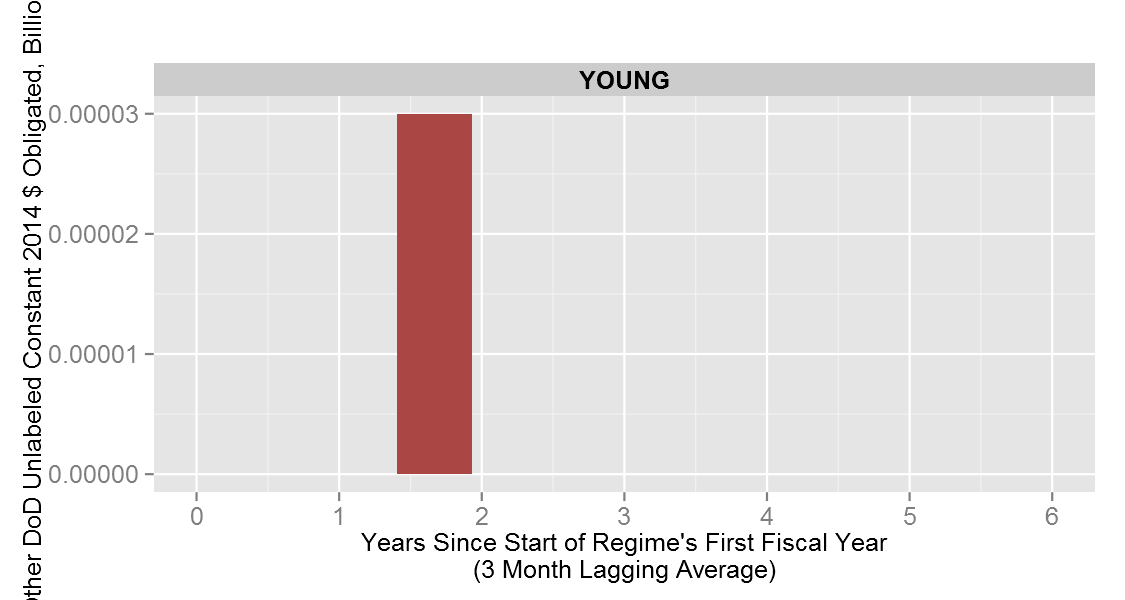 YOUNG
Other DoD Unlabeled Constant 2014 $ Obligated, Billio
0.00003
0.00002
0.00001
0.00000
0 1 2 3 4 5 6
Years Since Start of Regime's First Fiscal Year
(3 Month Lagging Average)